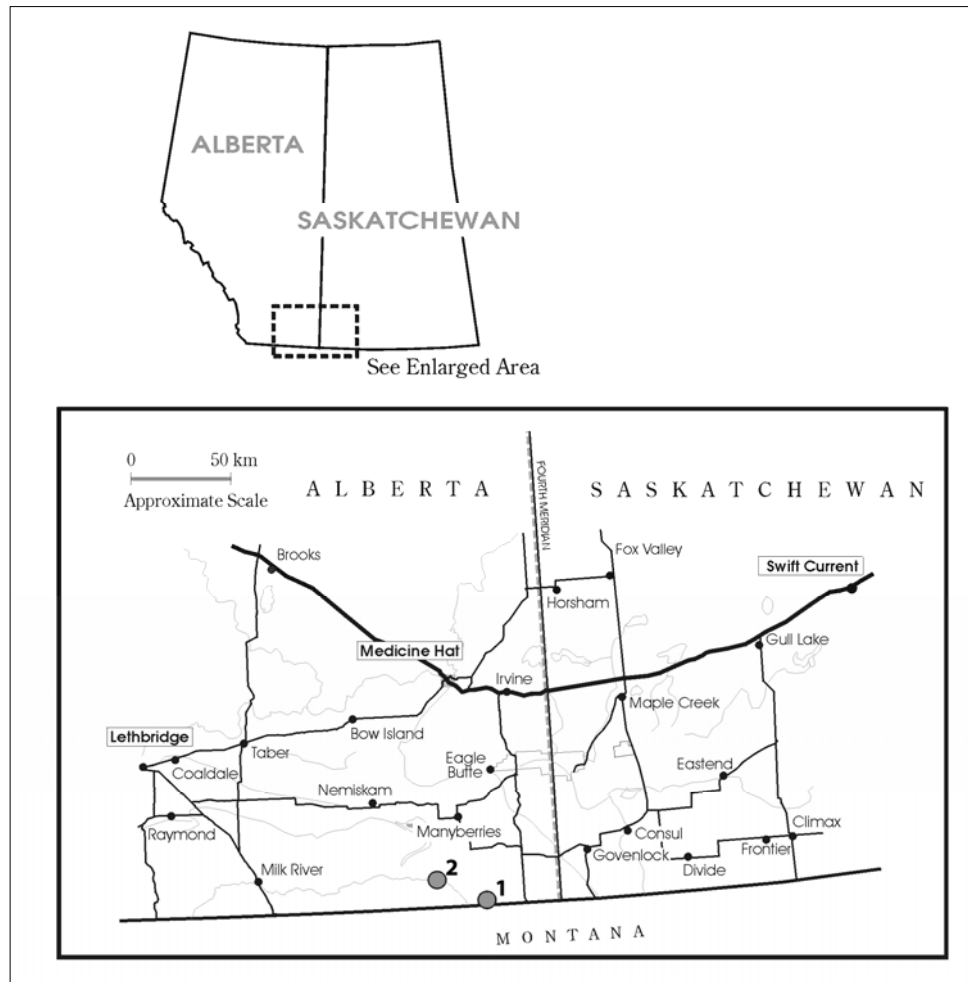 ALBERTA
SASKATCHEWAN
See Enlarged Area
0 50 km
Approximate Scale
ALBERTA
SASKATCHEWAN
FOURTH MERIDIAN
Brooks
Fox Valley
Swift Current
Horsham
Medicine Hat
Gull Lake
Irvine
Maple Creek
Lethbridge
Taber
Bow Island
Coaldale
Eagle
Butte
Eastend
Nemiskam
Raymond
Manyberries
Consul
Climax
Govenlock
Frontier
Divide
Milk River
2
1
MONTANA